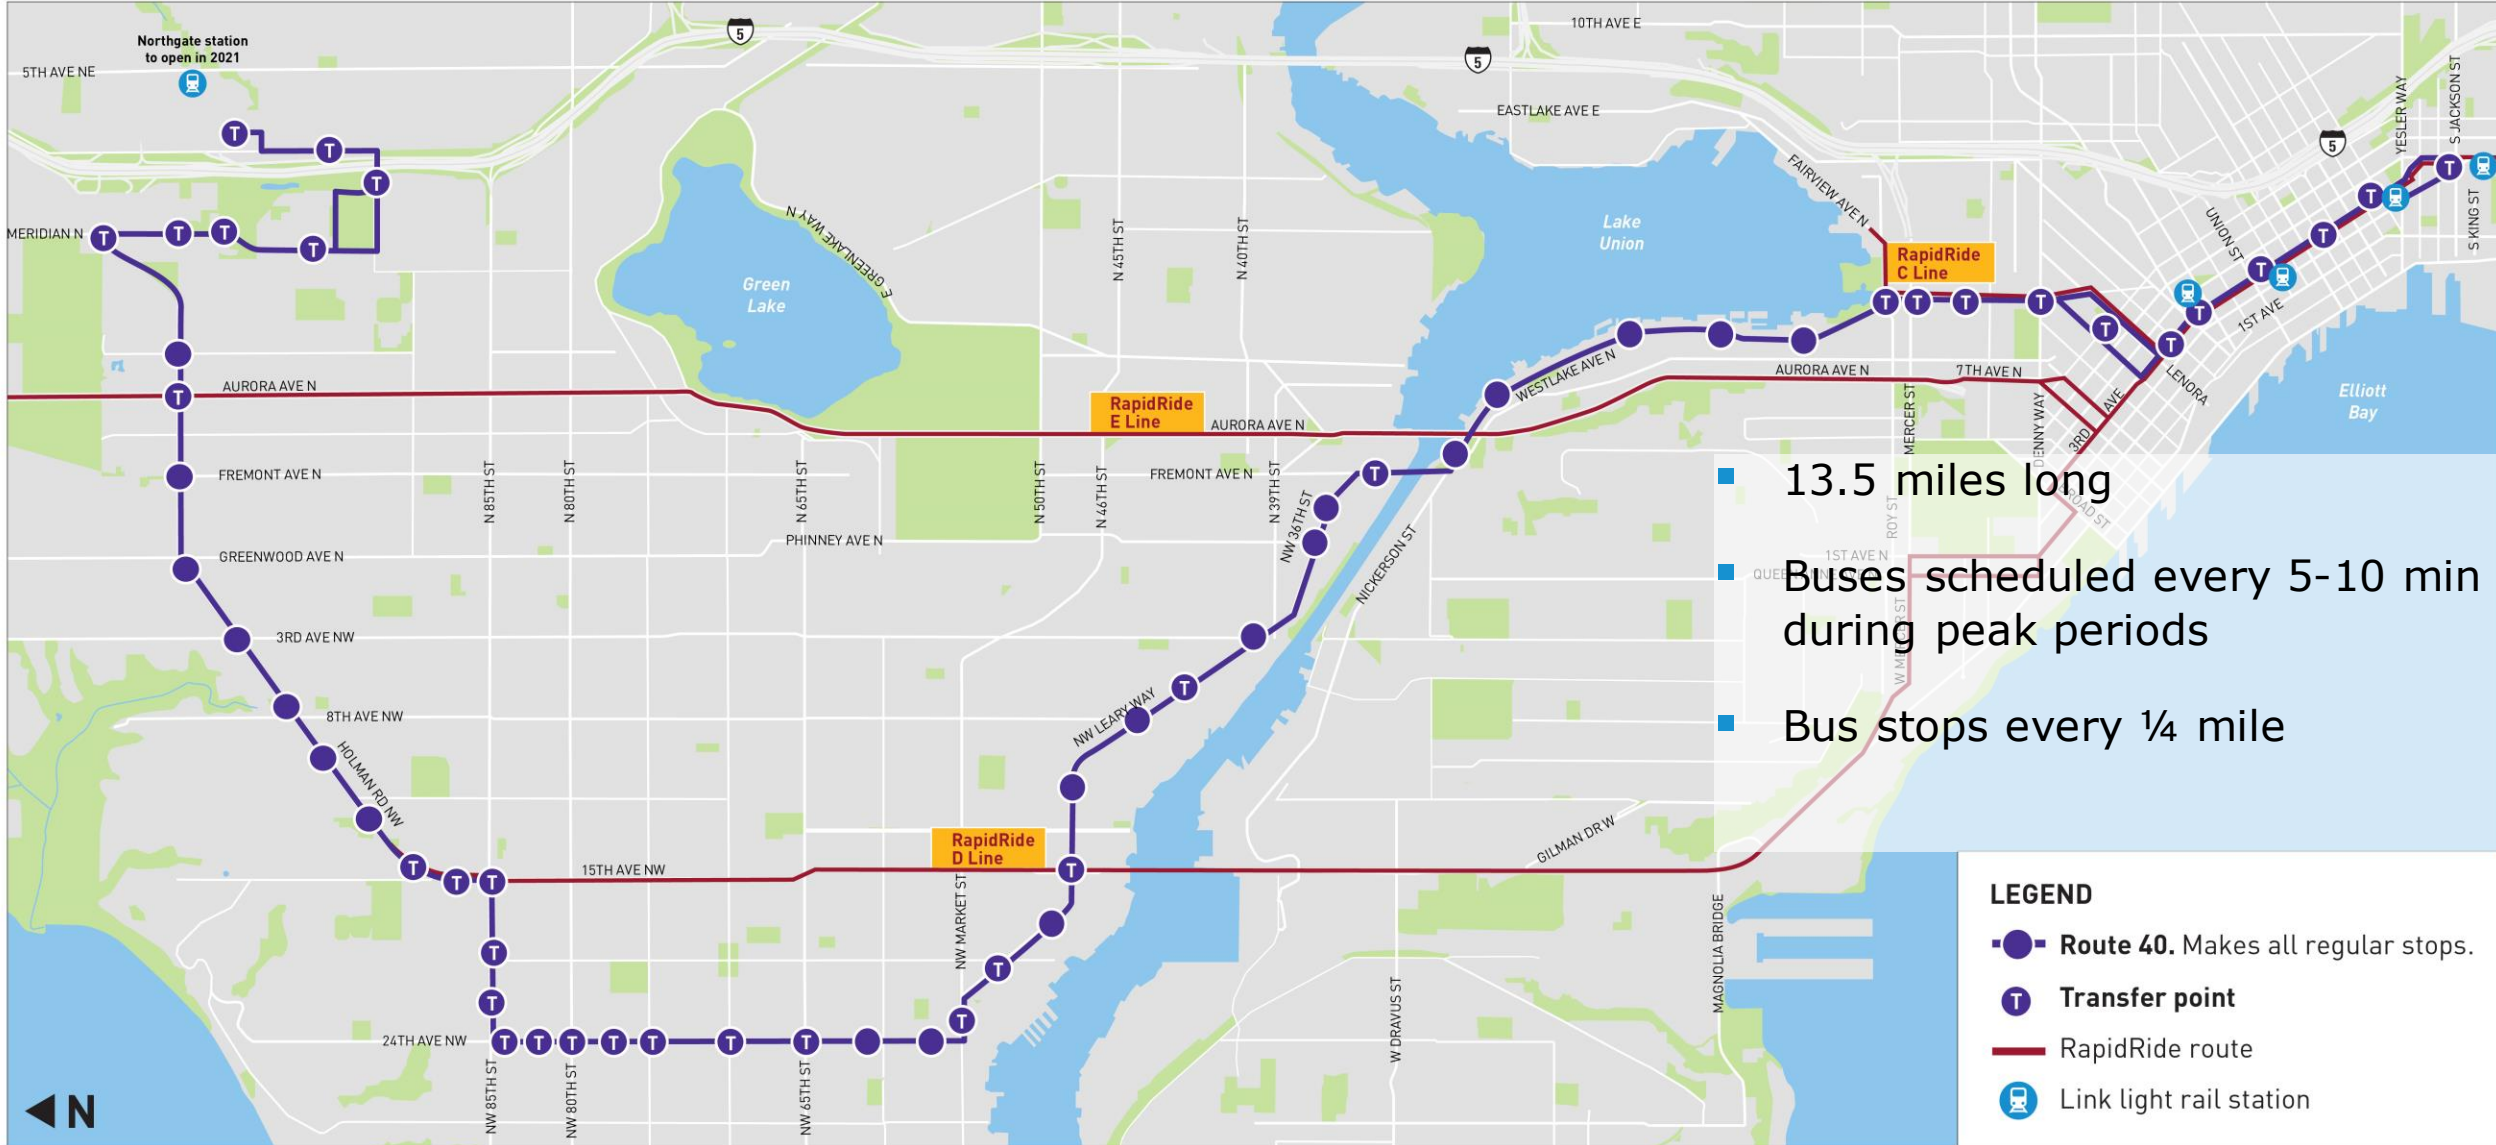 Northgate station
to open in 2021
5TH AVE NE
5
5
5
10TH AVE E
EASTLAKE AVE E
FAIRVIEW AVE N
YESLER WAY
S JACKSON ST
S KING ST
UNION ST
1ST AVE
LENORA
Lake
Union
Green
Lake
E GREENLAKE WAY N
N 45TH ST
N 40TH ST
T
T
T
MERIDIAN N
T
T
T
T
RapidRide
C Line
T
T
T
T
T
T
T
T
T
T
T
AURORA AVE N
T
RapidRide
E Line
AURORA AVE N
WESTLAKE AVE N
AURORA AVE N
7TH AVE N
Elliott
Bay
MERCER ST
DENNY WAY
3RD
AVE
BROAD ST
ROY ST
1ST AVE N
W MERCER ST
FREMONT AVE N
FREMONT AVE N
T
N 85TH ST
N 80TH ST
N 65TH ST
N 50TH ST
N 46TH ST
N 39TH ST
NW 36TH ST
NICKERSON ST
GREENWOOD AVE N
PHINNEY AVE N
3RD AVE NW
8TH AVE NW
HOLMAN RD NW
NW LEARY WAY
T
13.5 miles long
Buses scheduled every 5-10 min
during peak periods
Bus stops every ¼ mile
RapidRide
D Line
15TH AVE NW
GILMAN DR W
T
T
T
T
NW MARKET ST
MAGNOLIA BRIDGE
W DRAVUS ST
T
T
T
T
24TH AVE NW
T
T
T
T
T
T
T
NW 85TH ST
NW 80TH ST
NW 65TH ST
N
LEGEND
Route 40. Makes all regular stops.
T Transfer point
RapidRide route
Link light rail station